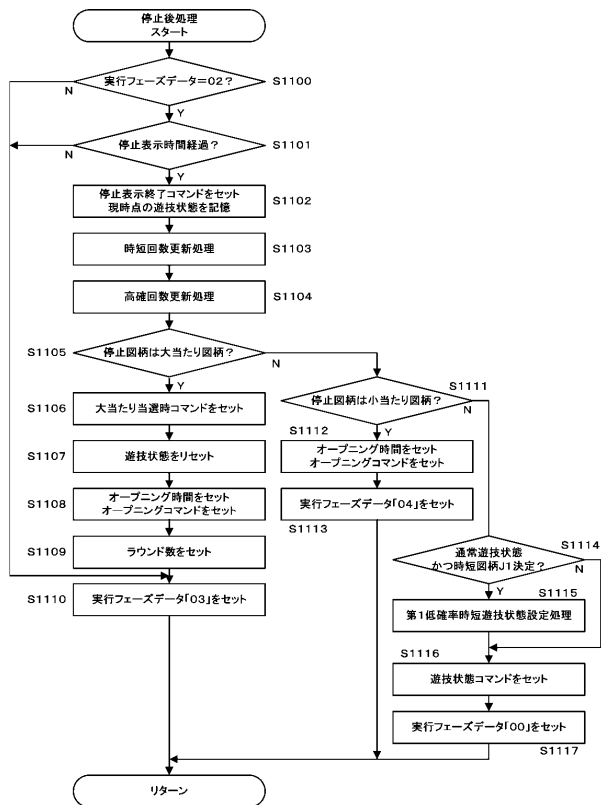 停止後処理
スタート
実行フェーズデータ=02?
S1100
N
Y
停止表示時間経過?
S1101
N
Y
停止表示終了コマンドをセット
現時点の遊技状態を記憶
S1102
時短回数更新処理
S1103
高確回数更新処理
S1104
S1105
停止図柄は大当たり図柄?
N
Y
S1111
停止図柄は小当たり図柄?
N
Y
S1106
大当たり当選時コマンドをセット
S1112
オープニング時間をセット
オープニングコマンドをセット
S1107
遊技状態をリセット
実行フェーズデータ「04」をセット
S1113
S1108
オープニング時間をセット
オープニングコマンドをセット
S1109
ラウンド数をセット
S1114
通常遊技状態
かつ時短図柄J1決定?
N
Y
S1110
実行フェーズデータ「03」をセット
S1115
第1低確率時短遊技状態設定処理
S1116
遊技状態コマンドをセット
実行フェーズデータ「00」をセット
S1117
リターン